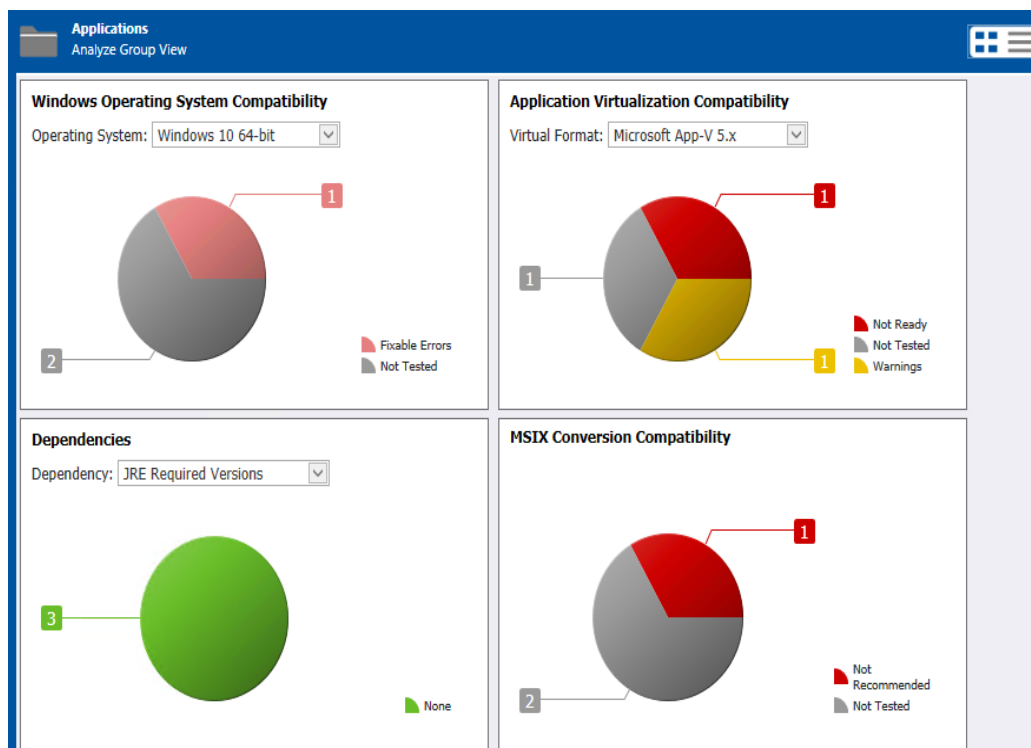 Applications
Analyze Group View
Windows Operating System Compatibility
Operating System: Windows 10 64-bit
1
2
Fixable Errors
Not Tested
Application Virtualization Compatibility
Virtual Format: Microsoft App-V 5.x
1
1
1
Not Ready
Not Tested
Warnings
Dependencies
Dependency: JRE Required Versions
3
None
MSIX Conversion Compatibility
1
2
Not
Recommended
Not Tested